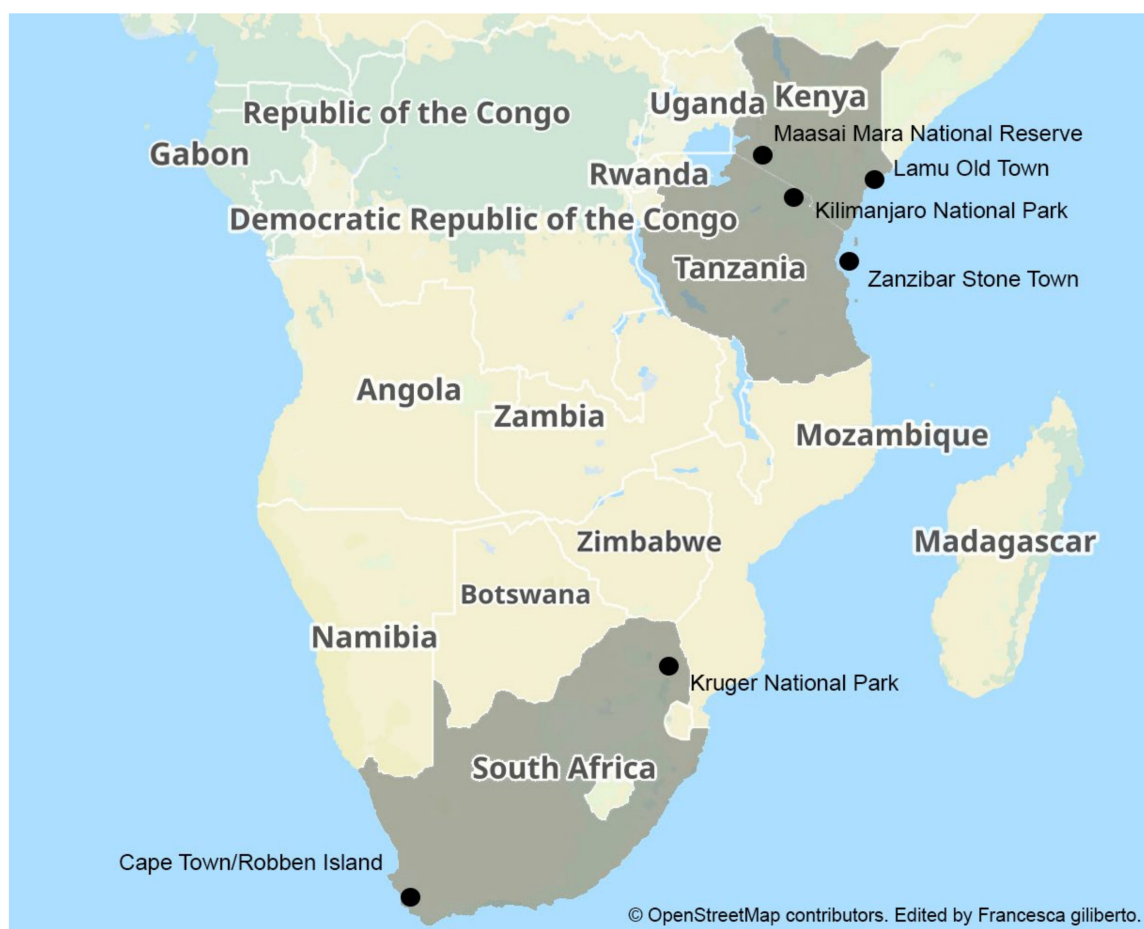 Uganda
Kenya
Republic of the Congo
Maasai Mara National Reserve
Gabon
Lamu Old Town
Rwanda
Kilimanjaro National Park
Democratic Republic of the Congo
Tanzania
Zanzibar Stone Town
Angola
Zambia
Mozambique
Zimbabwe
Madagascar
Botswana
Namibia
Kruger National Park
South Africa
Cape Town/Robben Island
© OpenStreetMap contributors. Edited by Francesca giliberto.